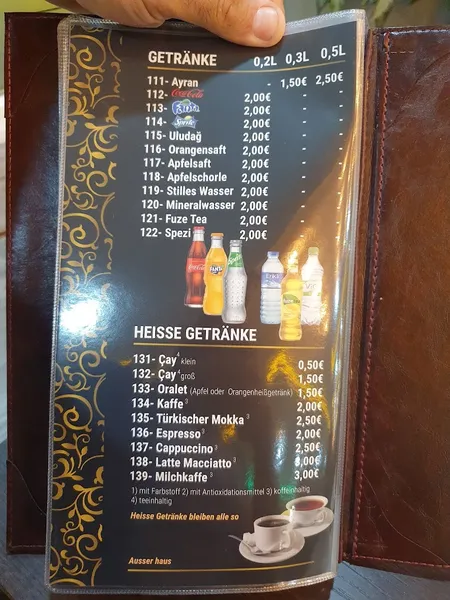 GETRÄNKE 0,2L 0,3L 0,5L
111- Ayran - 1,50€ 2,50€
112- Coca-Cola 2,00€ - -
113- FANTA 2,00€ - -
114- Sprite 2,00€ - -
115- Uludağ 2,00€ - -
116- Orangensaft 2,00€ - -
117- Apfelsaft 2,00€ - -
118- Apfelschorle 2,00€ - -
119- Stilles Wasser 2,00€ - -
120- Mineralwasser 2,00€ - -
121- Fuze Tea 2,00€ - -
122- Spezi 2,00€ - -
HEISSE GETRÄNKE
131- Çay⁴ klein 0,50€
132- Çay⁴ groß 1,50€
133- Oralet (Apfel oder Orangenheißgetränk) 1,50€
134- Kaffe³ 2,00€
135- Türkischer Mokka³ 2,50€
136- Espresso³ 2,00€
137- Cappuccino³ 2,50€
138- Latte Macciatto³ 3,00€
139- Milchkaffe³ 3,00€
1) mit Farbstoff 2) mit Antioxidationsmittel 3) koffeinhaltig
4) teeinhaltig
Heisse Getränke bleiben alle so
Ausser haus